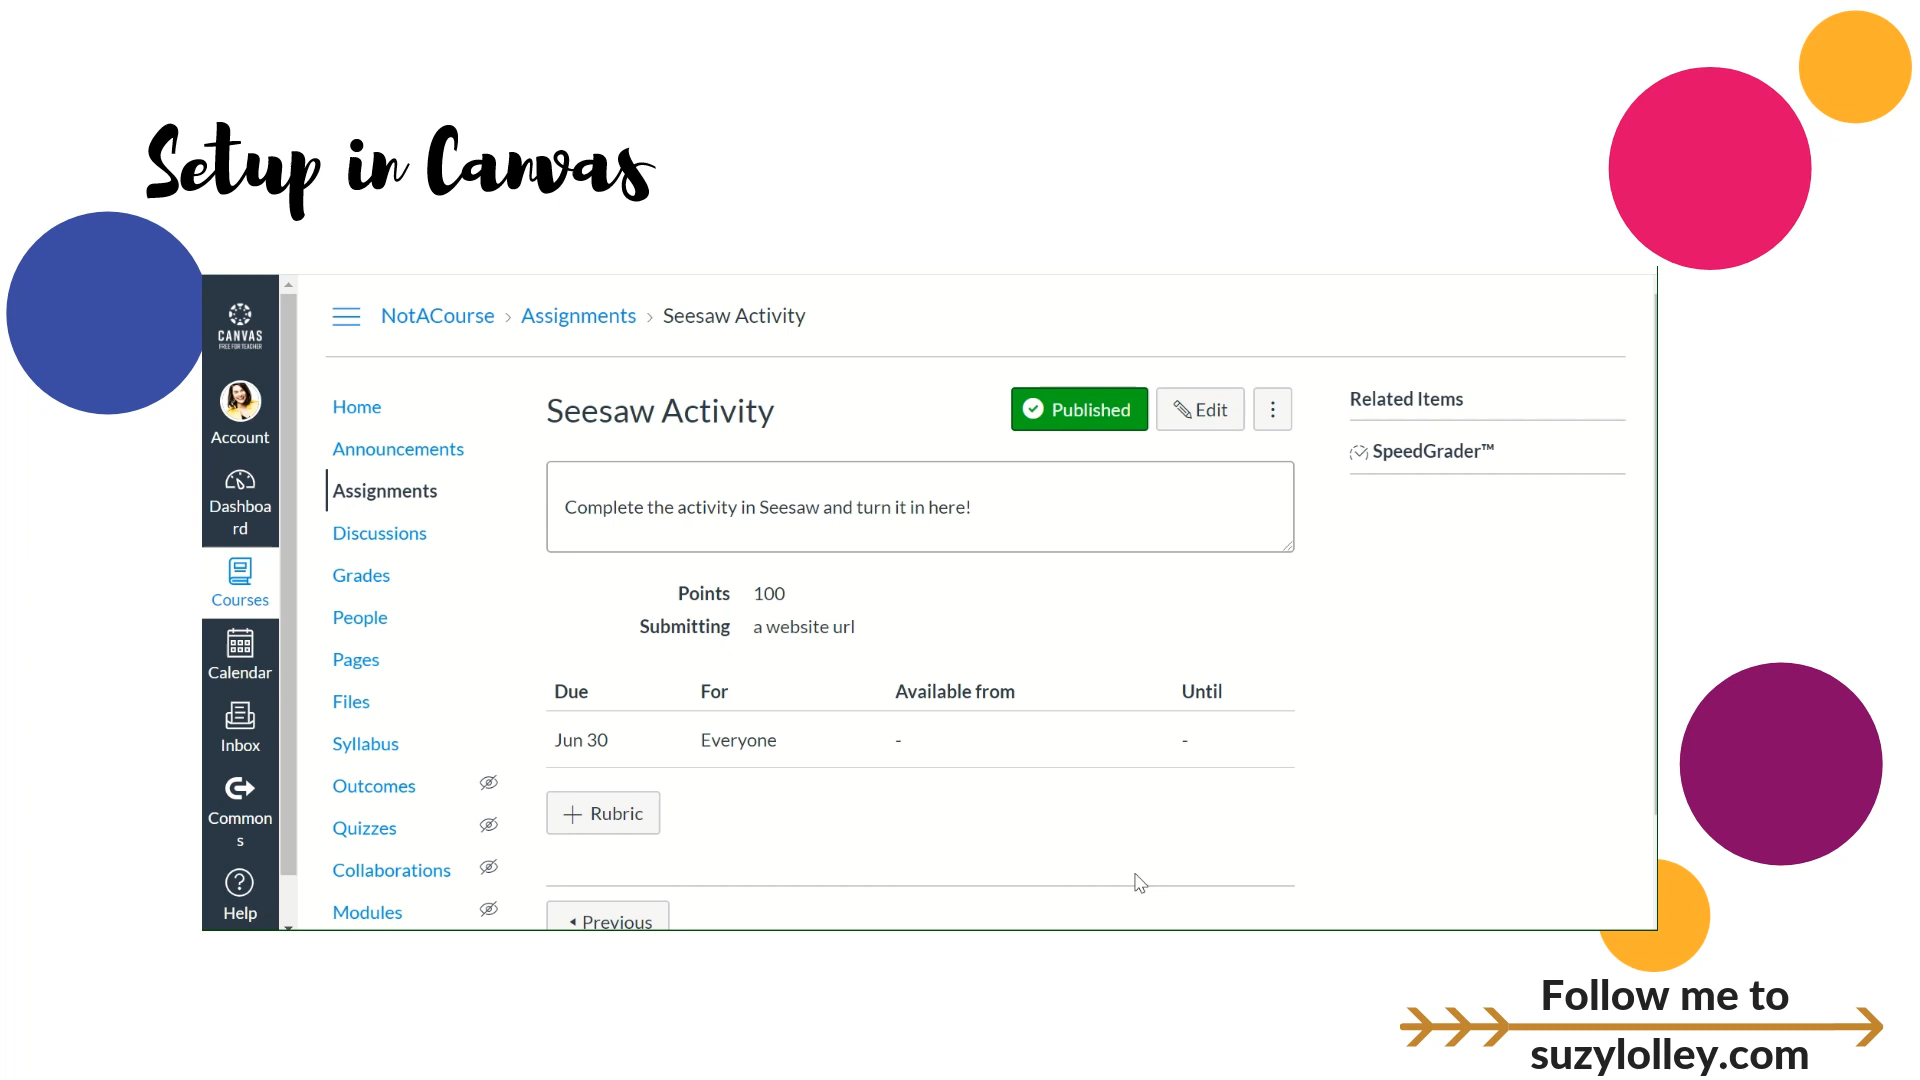 Setup in Canvas
CANVAS
FREE FOR TEACHER
Account
Dashboa
rd
Courses
Calendar
Inbox
Common
s
Help
NotACourse › Assignments › Seesaw Activity
Home
Announcements
Assignments
Discussions
Grades
People
Pages
Files
Syllabus
Outcomes
Quizzes
Collaborations
Modules
Seesaw Activity
Published
Edit
Complete the activity in Seesaw and turn it in here!
Points 100
Submitting a website url
Due For Available from Until
Jun 30 Everyone - -
+ Rubric
Previous
Related Items
SpeedGrader™
Follow me to
suzylolley.com